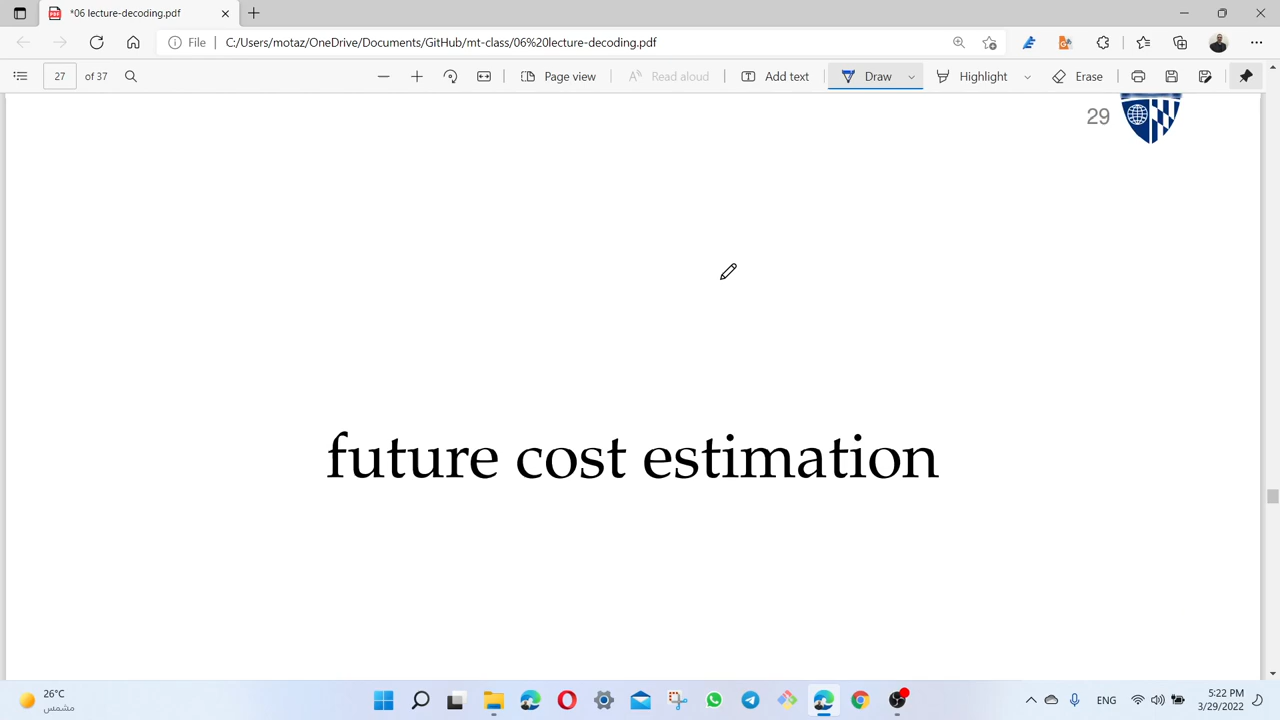 *06 lecture-decoding.pdf
File C:/Users/motaz/OneDrive/Documents/GitHub/mt-class/06%20lecture-decoding.pdf
27 of 37 Page view Read aloud Add text Draw Highlight Erase
29
future cost estimation
26°C
مشمس
ENG
5:22 PM
3/29/2022